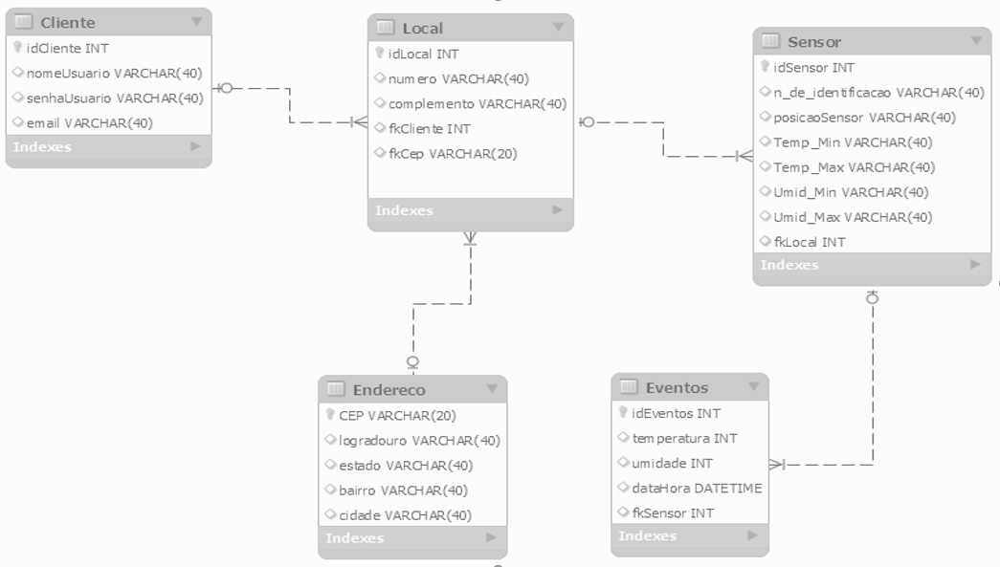 Cliente
idCliente INT
nomeUsuario VARCHAR(40)
senhaUsuario VARCHAR(40)
email VARCHAR(40)
Indexes
Local
idLocal INT
numero VARCHAR(40)
complemento VARCHAR(40)
fkCliente INT
fkCep VARCHAR(20)
Indexes
Sensor
idSensor INT
n_de_identificacao VARCHAR(40)
posicaoSensor VARCHAR(40)
Temp_Min VARCHAR(40)
Temp_Max VARCHAR(40)
Umid_Min VARCHAR(40)
Umid_Max VARCHAR(40)
fkLocal INT
Indexes
Endereco
CEP VARCHAR(20)
logradouro VARCHAR(40)
estado VARCHAR(40)
bairro VARCHAR(40)
cidade VARCHAR(40)
Indexes
Eventos
idEventos INT
temperatura INT
umidade INT
dataHora DATETIME
fkSensor INT
Indexes